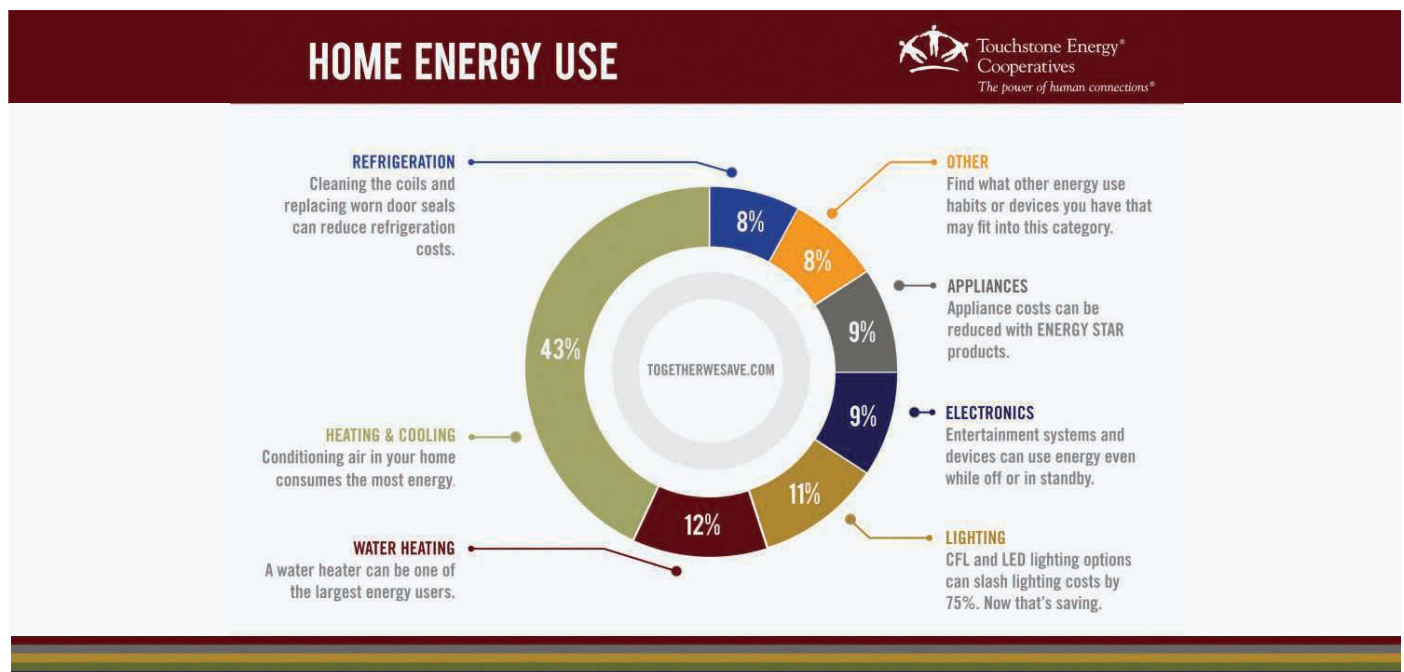 HOME ENERGY USE
Touchstone Energy®
Cooperatives
The power of human connections®
REFRIGERATION
Cleaning the coils and
replacing worn door seals
can reduce refrigeration
costs.
OTHER
Find what other energy use
habits or devices you have that
may fit into this category.
8%
8%
APPLIANCES
Appliance costs can be
reduced with ENERGY STAR
products.
9%
43%
TOGETHERWESAVE.COM
HEATING & COOLING
Conditioning air in your home
consumes the most energy.
9%
ELECTRONICS
Entertainment systems and
devices can use energy even
while off or in standby.
11%
12%
WATER HEATING
A water heater can be one of
the largest energy users.
LIGHTING
CFL and LED lighting options
can slash lighting costs by
75%. Now that's saving.